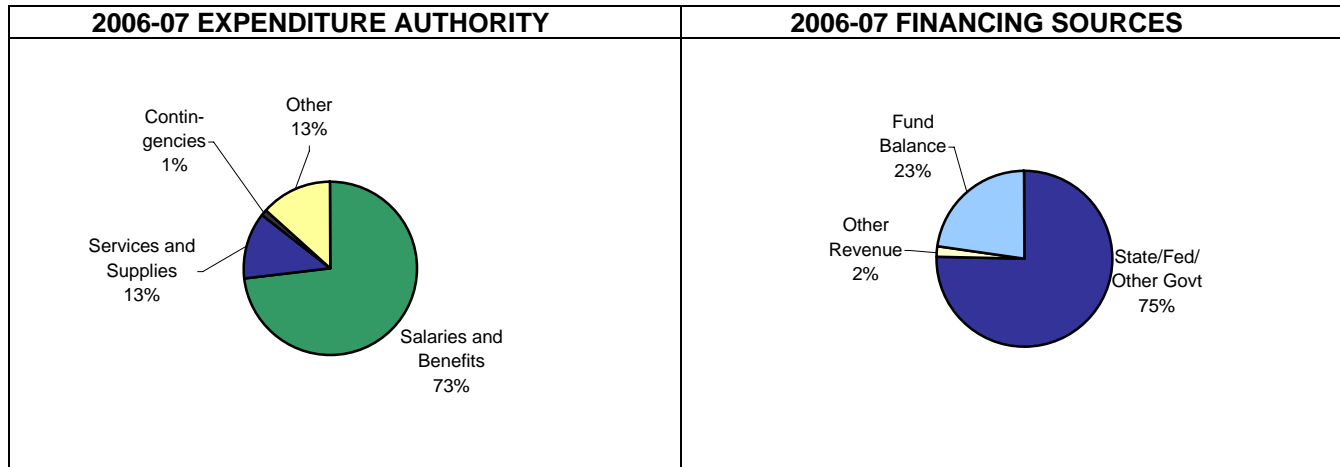 2006-07 EXPENDITURE AUTHORITY
Contin-
gencies
1%
Other
13%
Services and
Supplies
13%
Salaries and
Benefits
73%
2006-07 FINANCING SOURCES
Fund
Balance
23%
Other
Revenue
2%
State/Fed/
Other Govt
75%